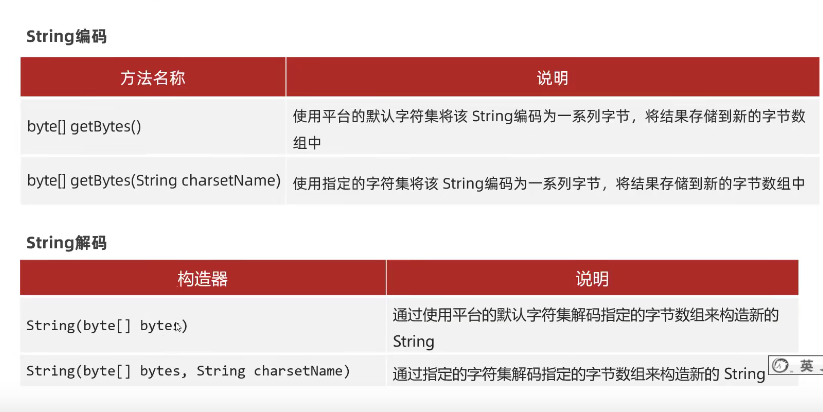 String编码
方法名称 说明
byte[] getBytes() 使用平台的默认字符集将该 String编码为一系列字节，将结果存储到新的字节数
组中
byte[] getBytes(String charsetName) 使用指定的字符集将该 String编码为一系列字节，将结果存储到新的字节数组中
String解码
构造器 说明
String(byte[] bytes) 通过使用平台的默认字符集解码指定的字节数组来构造新的
String
String(byte[] bytes, String charsetName) 通过指定的字符集解码指定的字节数组来构造新的 String
英